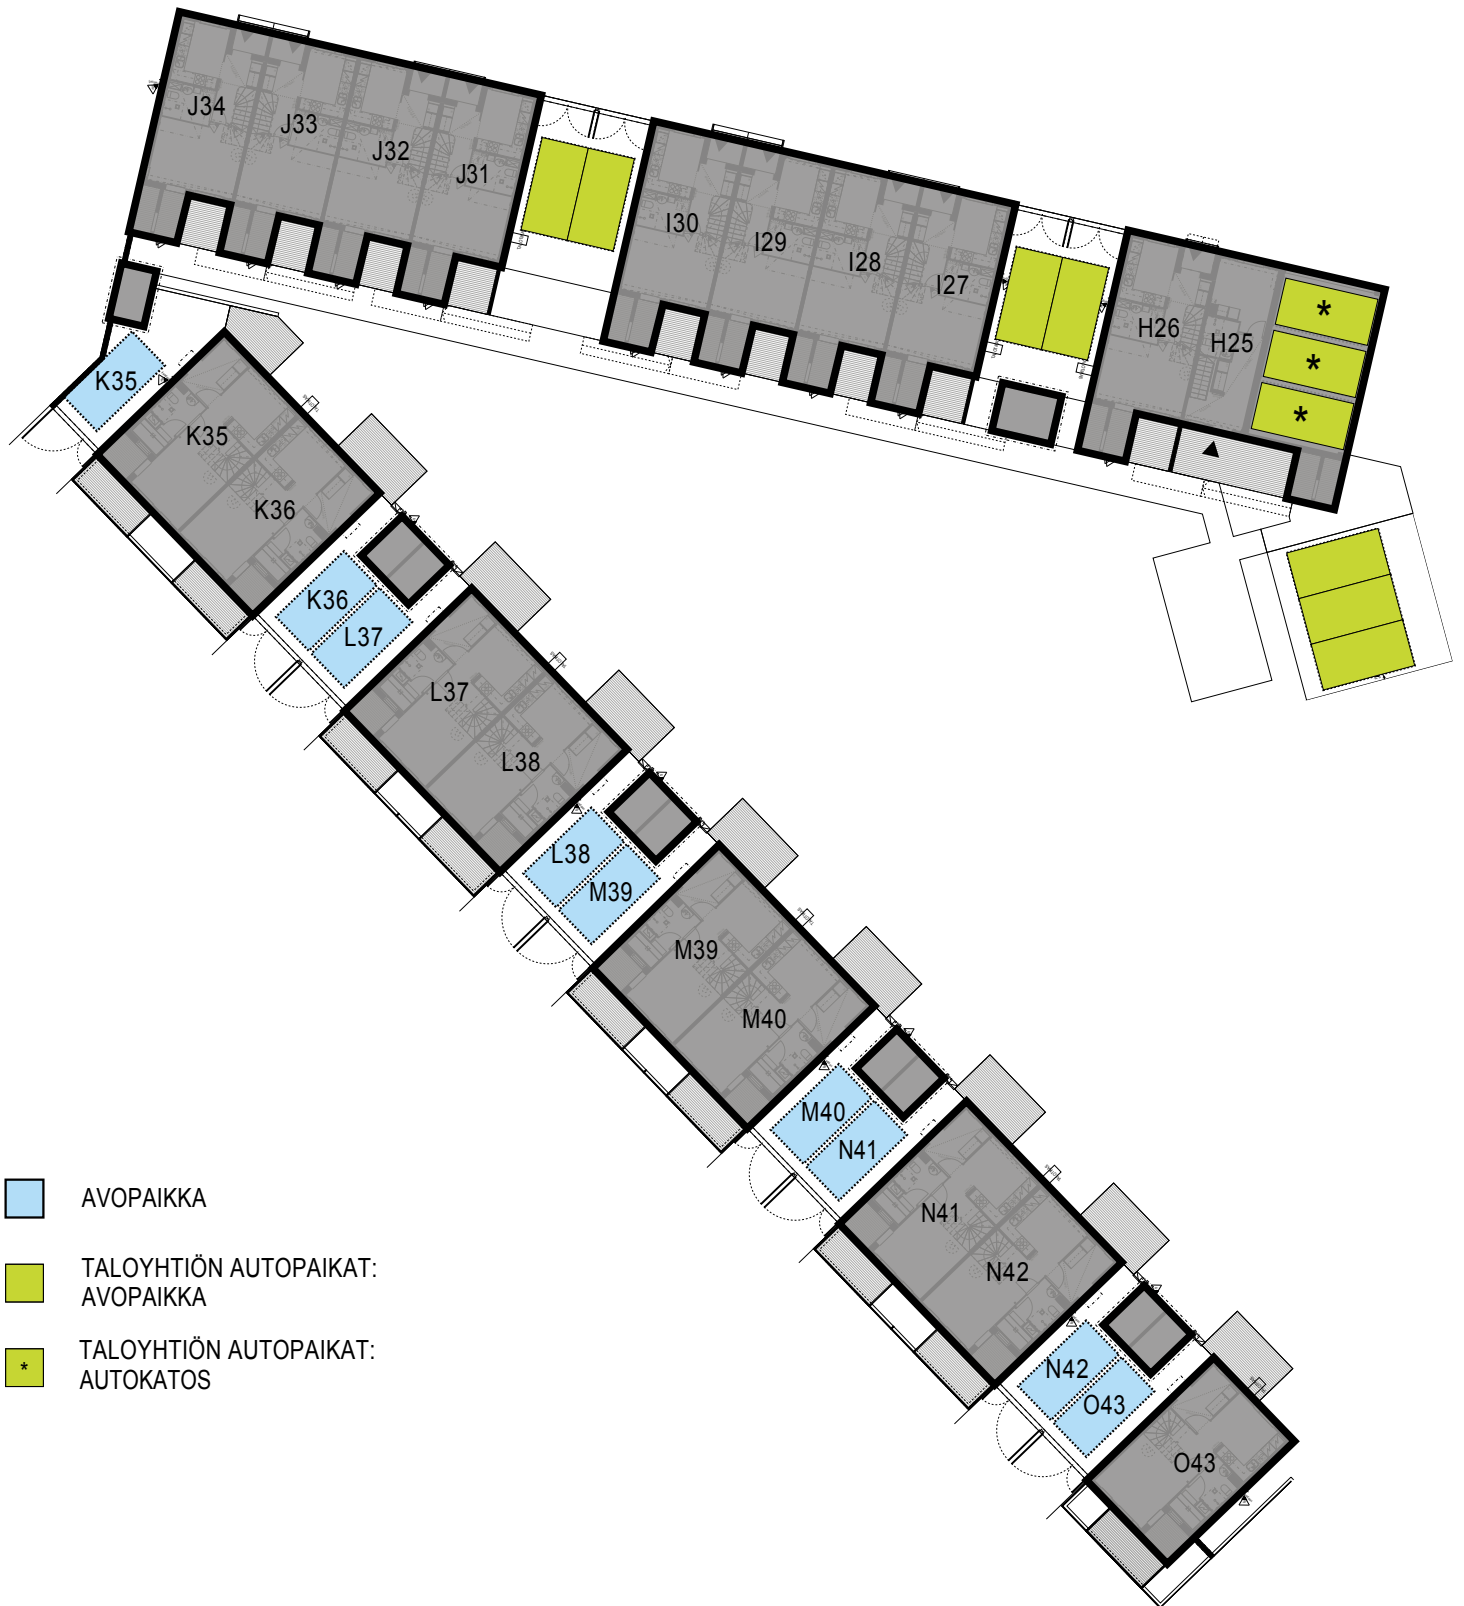 J34
J33
J32
J31
I30
I29
I28
I27
H26
H25
*
*
*
K35
K35
K36
K36
L37
L37
L38
L38
M39
M39
M40
M40
N41
N41
N42
N42
O43
O43
AVOPAIKKA
TALOYHTIÖN AUTOPAIKAT:
AVOPAIKKA
*
TALOYHTIÖN AUTOPAIKAT:
AUTOKATOS